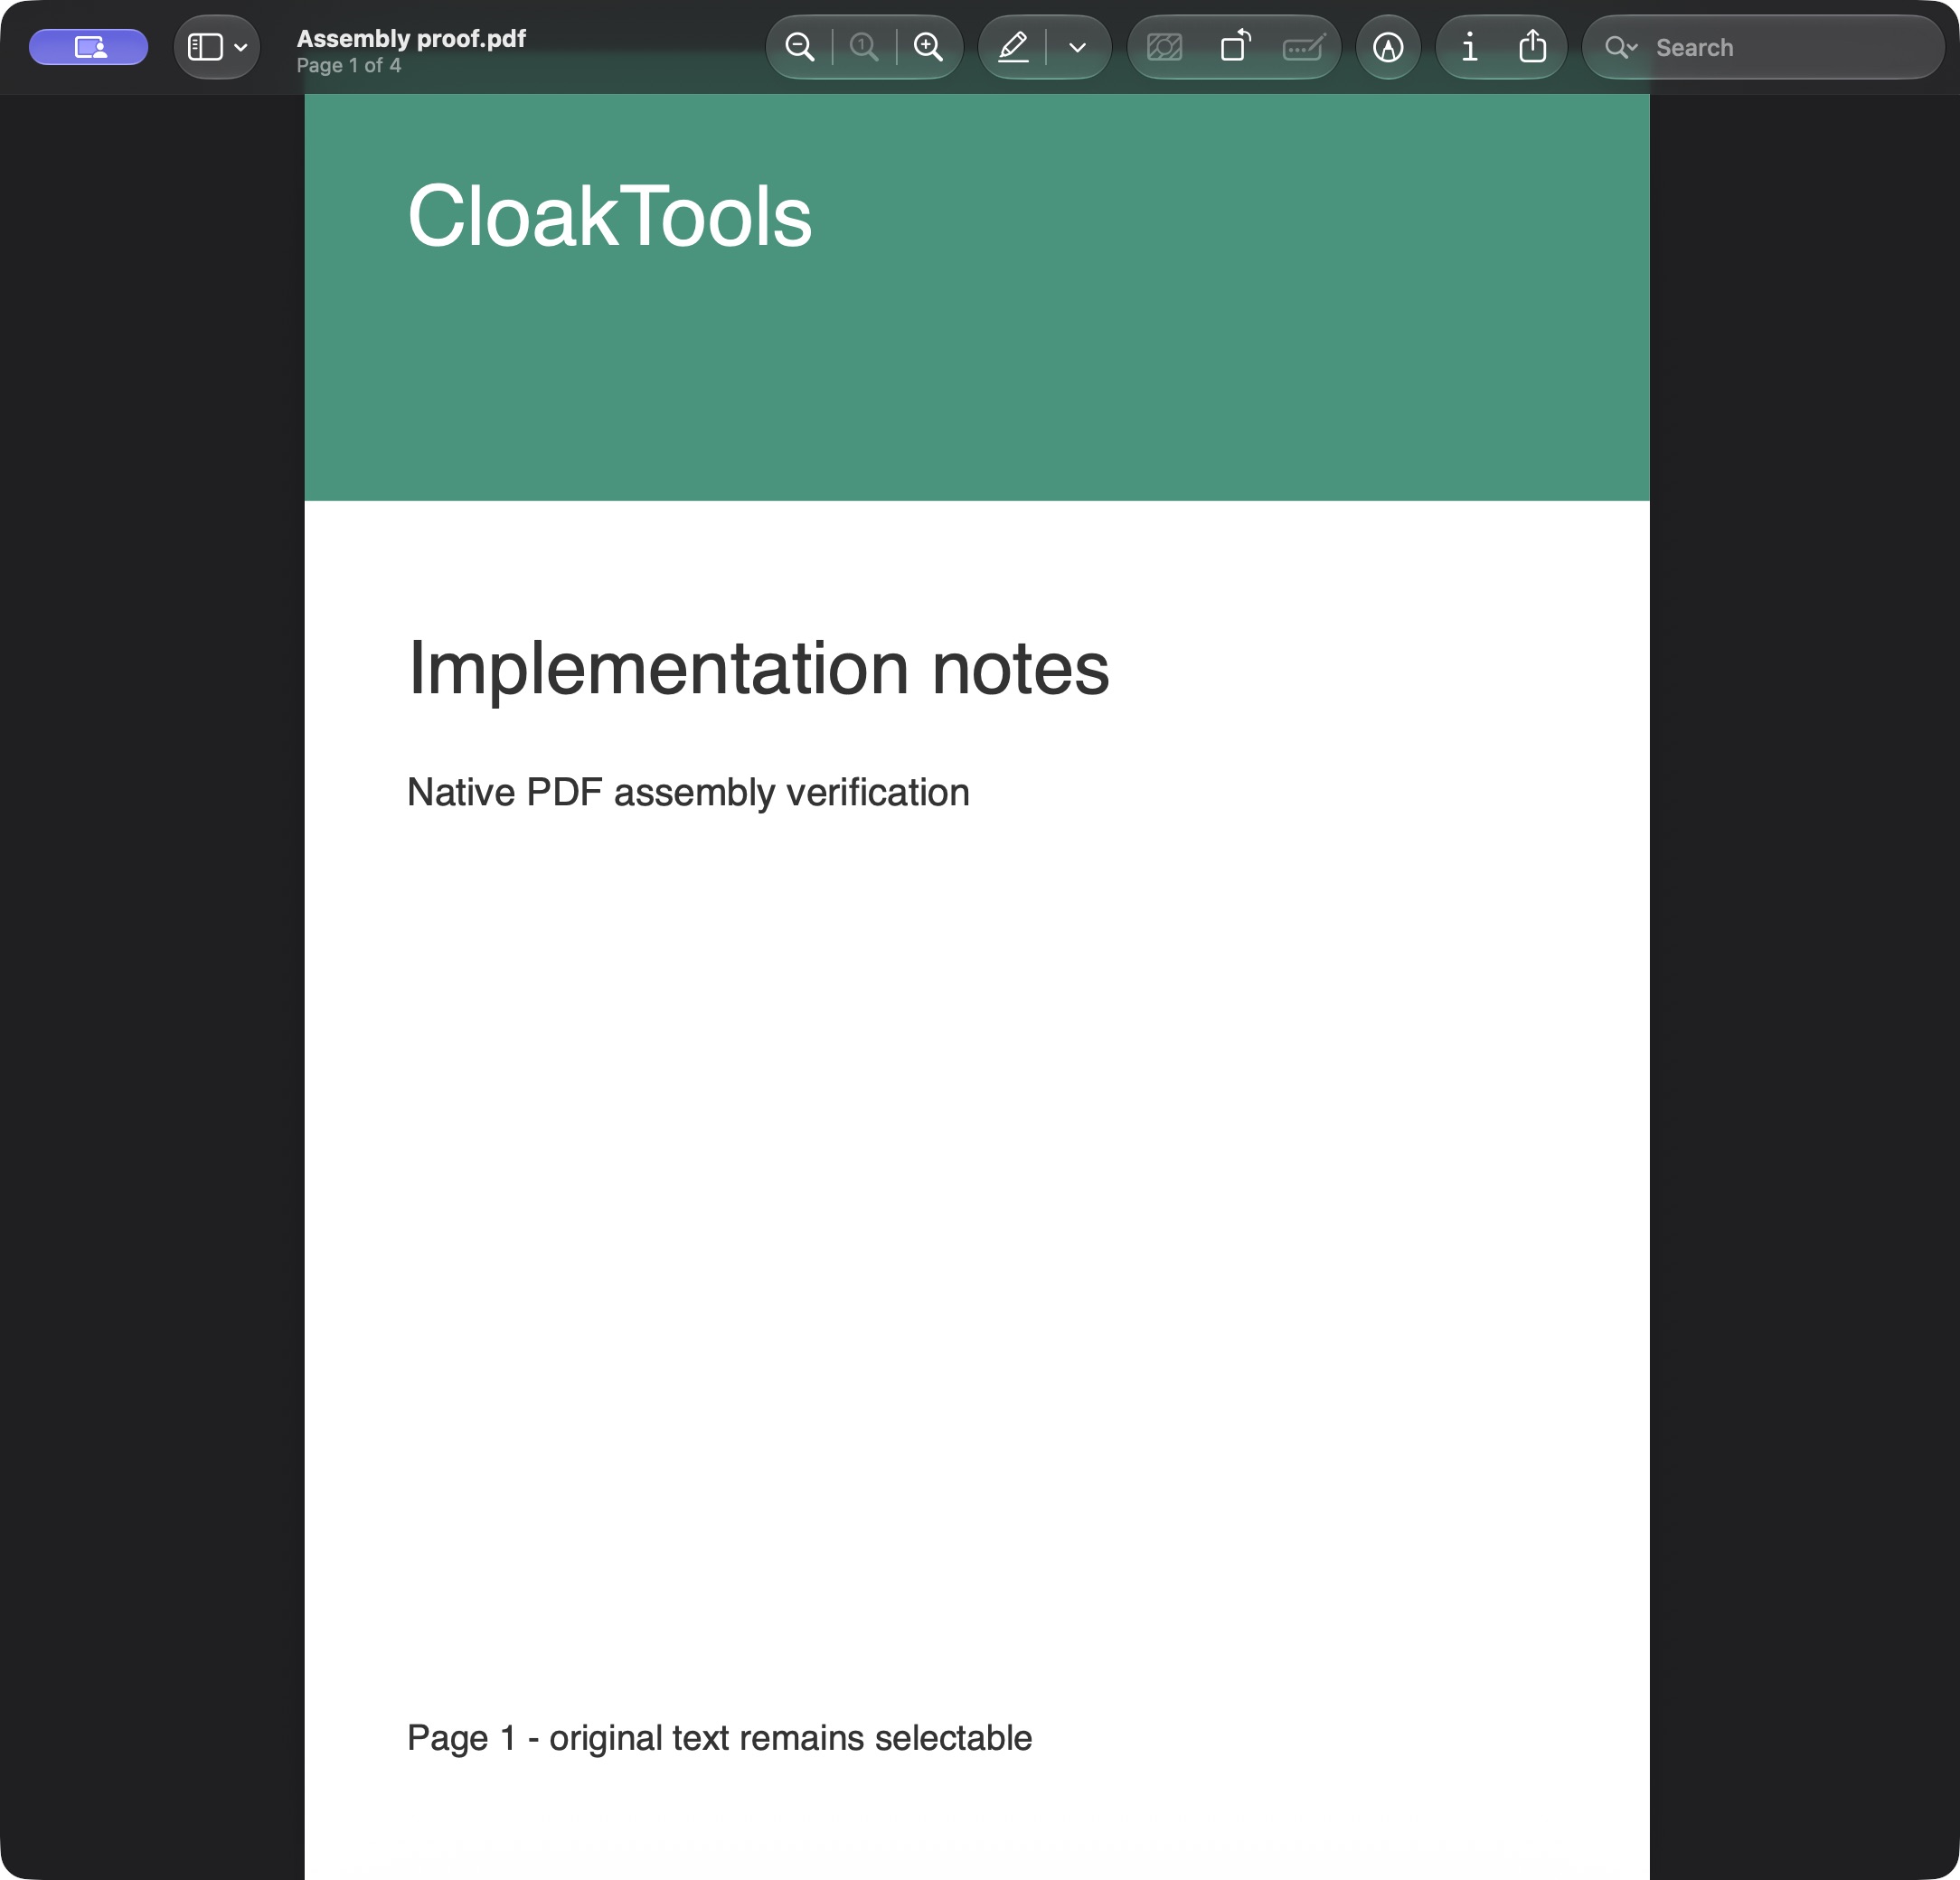 Assembly proof.pdf
Page 1 of 4
Search
CloakTools
Implementation notes
Native PDF assembly verification
Page 1 - original text remains selectable